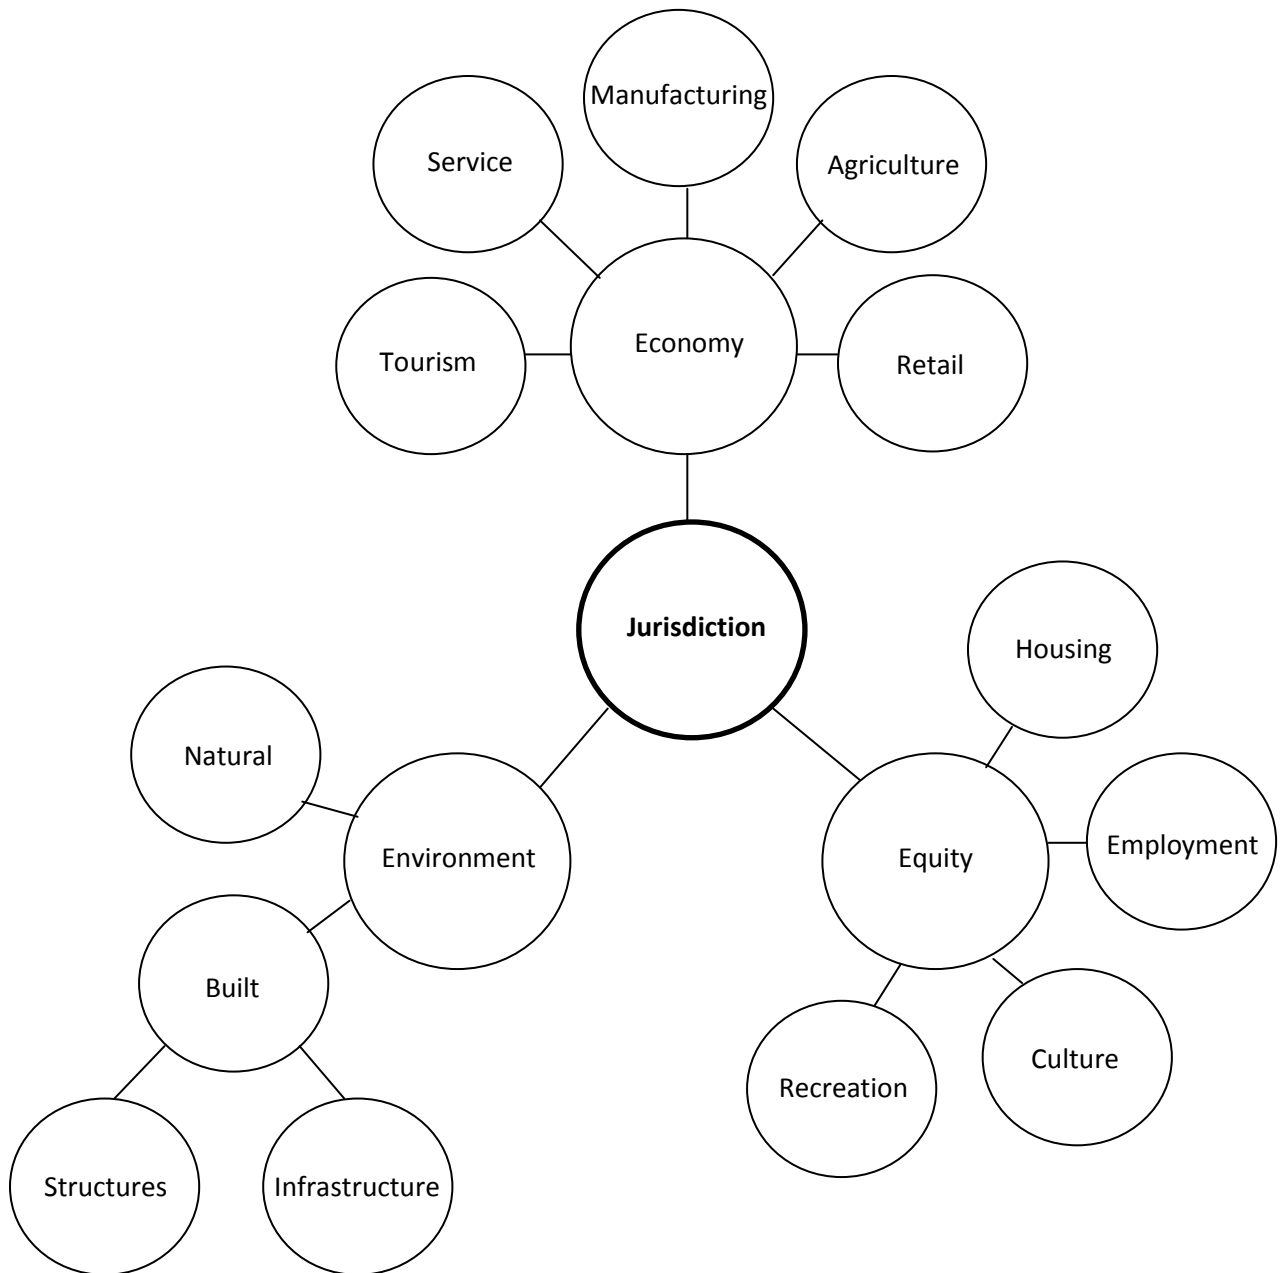 Manufacturing
Service
Agriculture
Tourism
Economy
Retail
Jurisdiction
Housing
Natural
Environment
Equity
Employment
Built
Culture
Recreation
Structures
Infrastructure